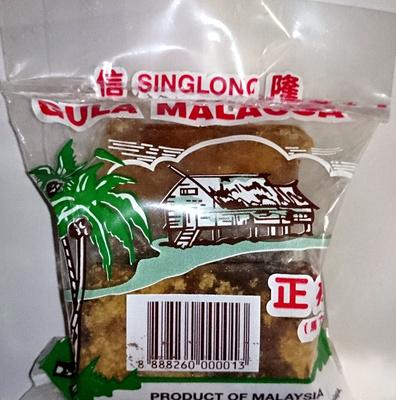 信 SINGLONG 隆
GULA MALACCA
正
8 888260 000013
PRODUCT OF MALAYSIA